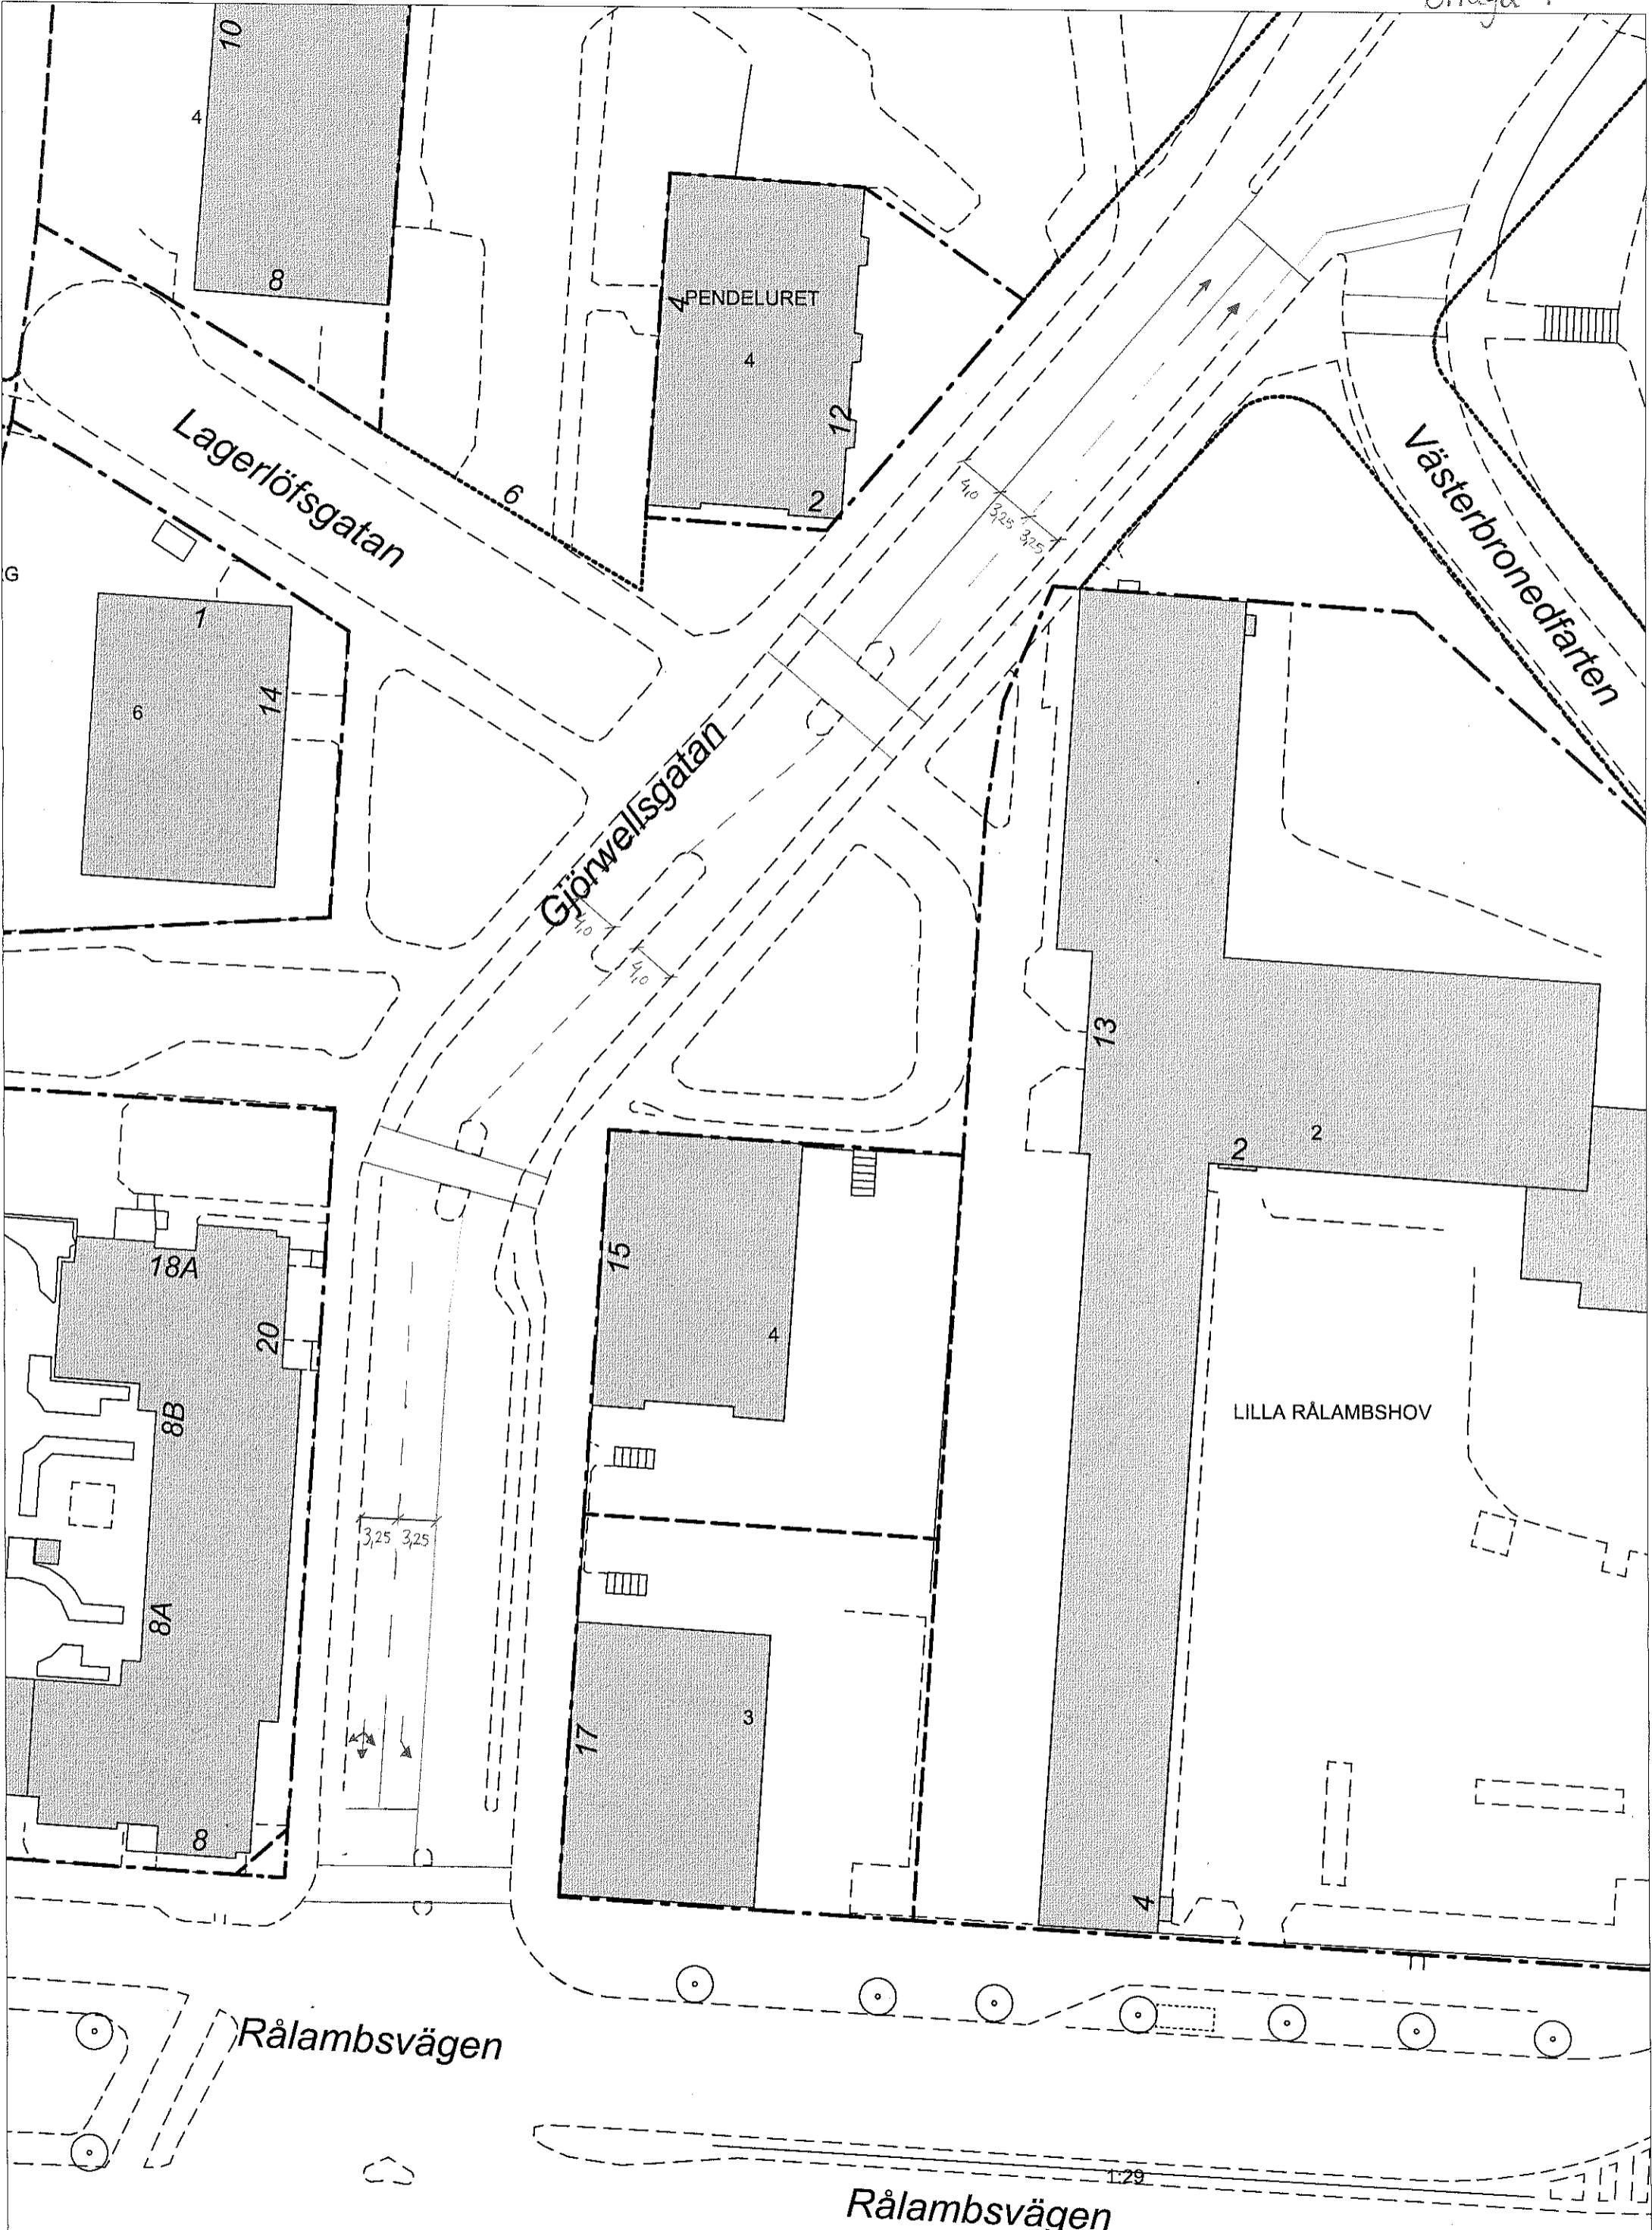 10
4
8
PENDELURET
4
4
12
2
Lagerlöfsgatan
6
4,0
3,25
3,25
Västerbronedfarten
G
1
14
6
Gjörwellsgatan
4,0
4,0
13
2
2
18A
15
20
4
8B
LILLA RÅLAMBSHOV
3,25
3,25
8A
17
3
8
4
Rålambsvägen
1:29
Rålambsvägen